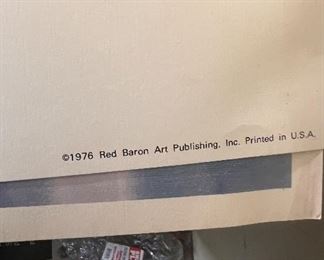 ©1976 Red Baron Art Publishing, Inc. Printed in U.S.A.